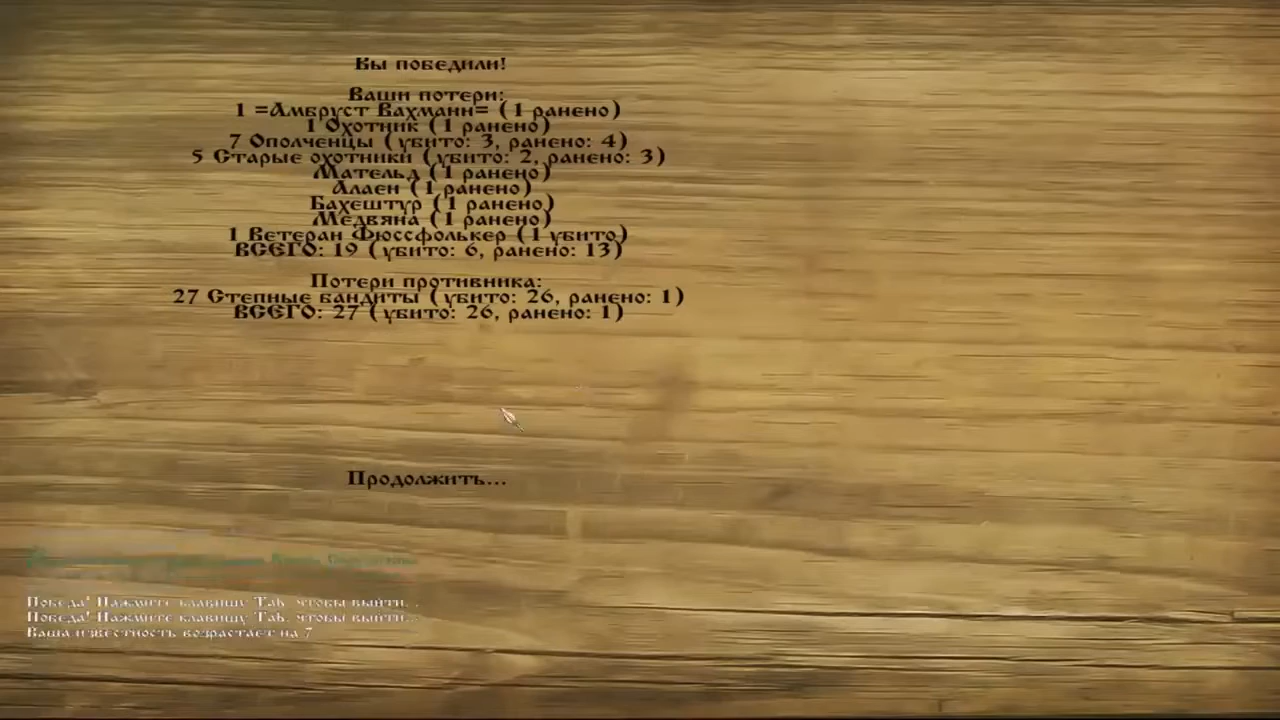 Вы победили!
Ваши потери:
1 =Амбруст Вахманн= (1 ранено)
1 Охотник (1 ранено)
7 Ополченцы (убито: 3, ранено: 4)
5 Старые охотники (убито: 2, ранено: 3)
Мательд (1 ранено)
Алаен (1 ранено)
Бахештур (1 ранено)
Медвяна (1 ранено)
1 Ветеран Фюссфолькер (1 убито)
ВСЕГО: 19 (убито: 6, ранено: 13)
Потери противника:
27 Степные бандиты (убито: 26, ранено: 1)
ВСЕГО: 27 (убито: 26, ранено: 1)
Продолжить...
Победа! Нажмите клавишу Tab, чтобы выйти...
Победа! Нажмите клавишу Tab, чтобы выйти...
Ваша известность возрастает на 7